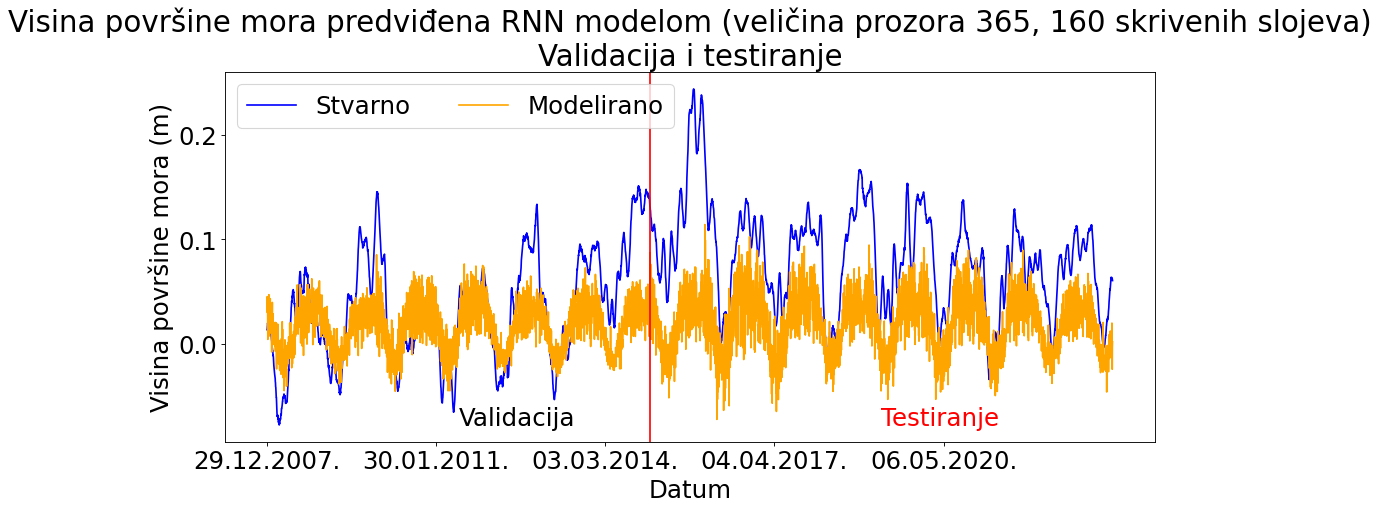 Visina površine mora predviđena RNN modelom (veličina prozora 365, 160 skrivenih slojeva)
Validacija i testiranje
Stvarno
Modelirano
Visina površine mora (m)
0.2
0.1
0.0
Validacija
Testiranje
29.12.2007.
30.01.2011.
03.03.2014.
04.04.2017.
06.05.2020.
Datum